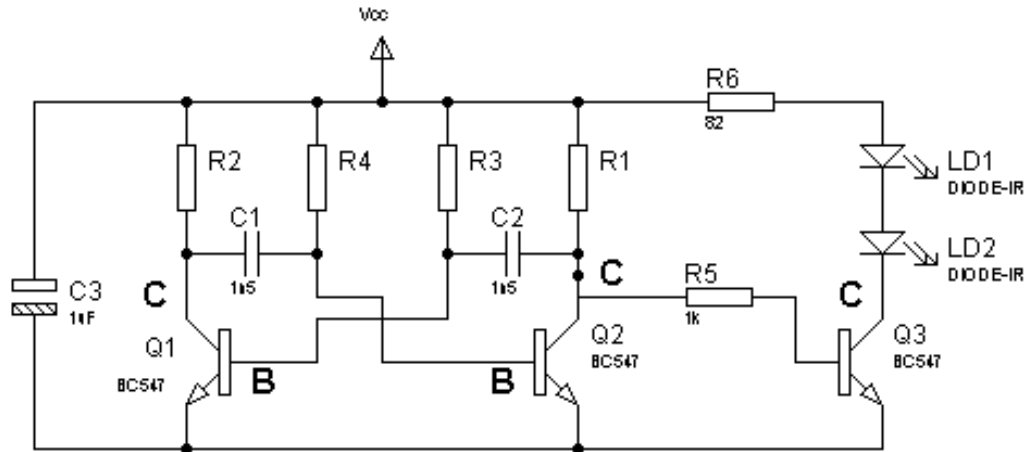 Vcc
R6
82
R2
R4
R3
R1
LD1
DIODE-IR
C1
1n5
C2
1n5
LD2
DIODE-IR
C3
1uF
C
C
R5
1k
C
Q1
BC547
B
B
Q2
BC547
Q3
BC547